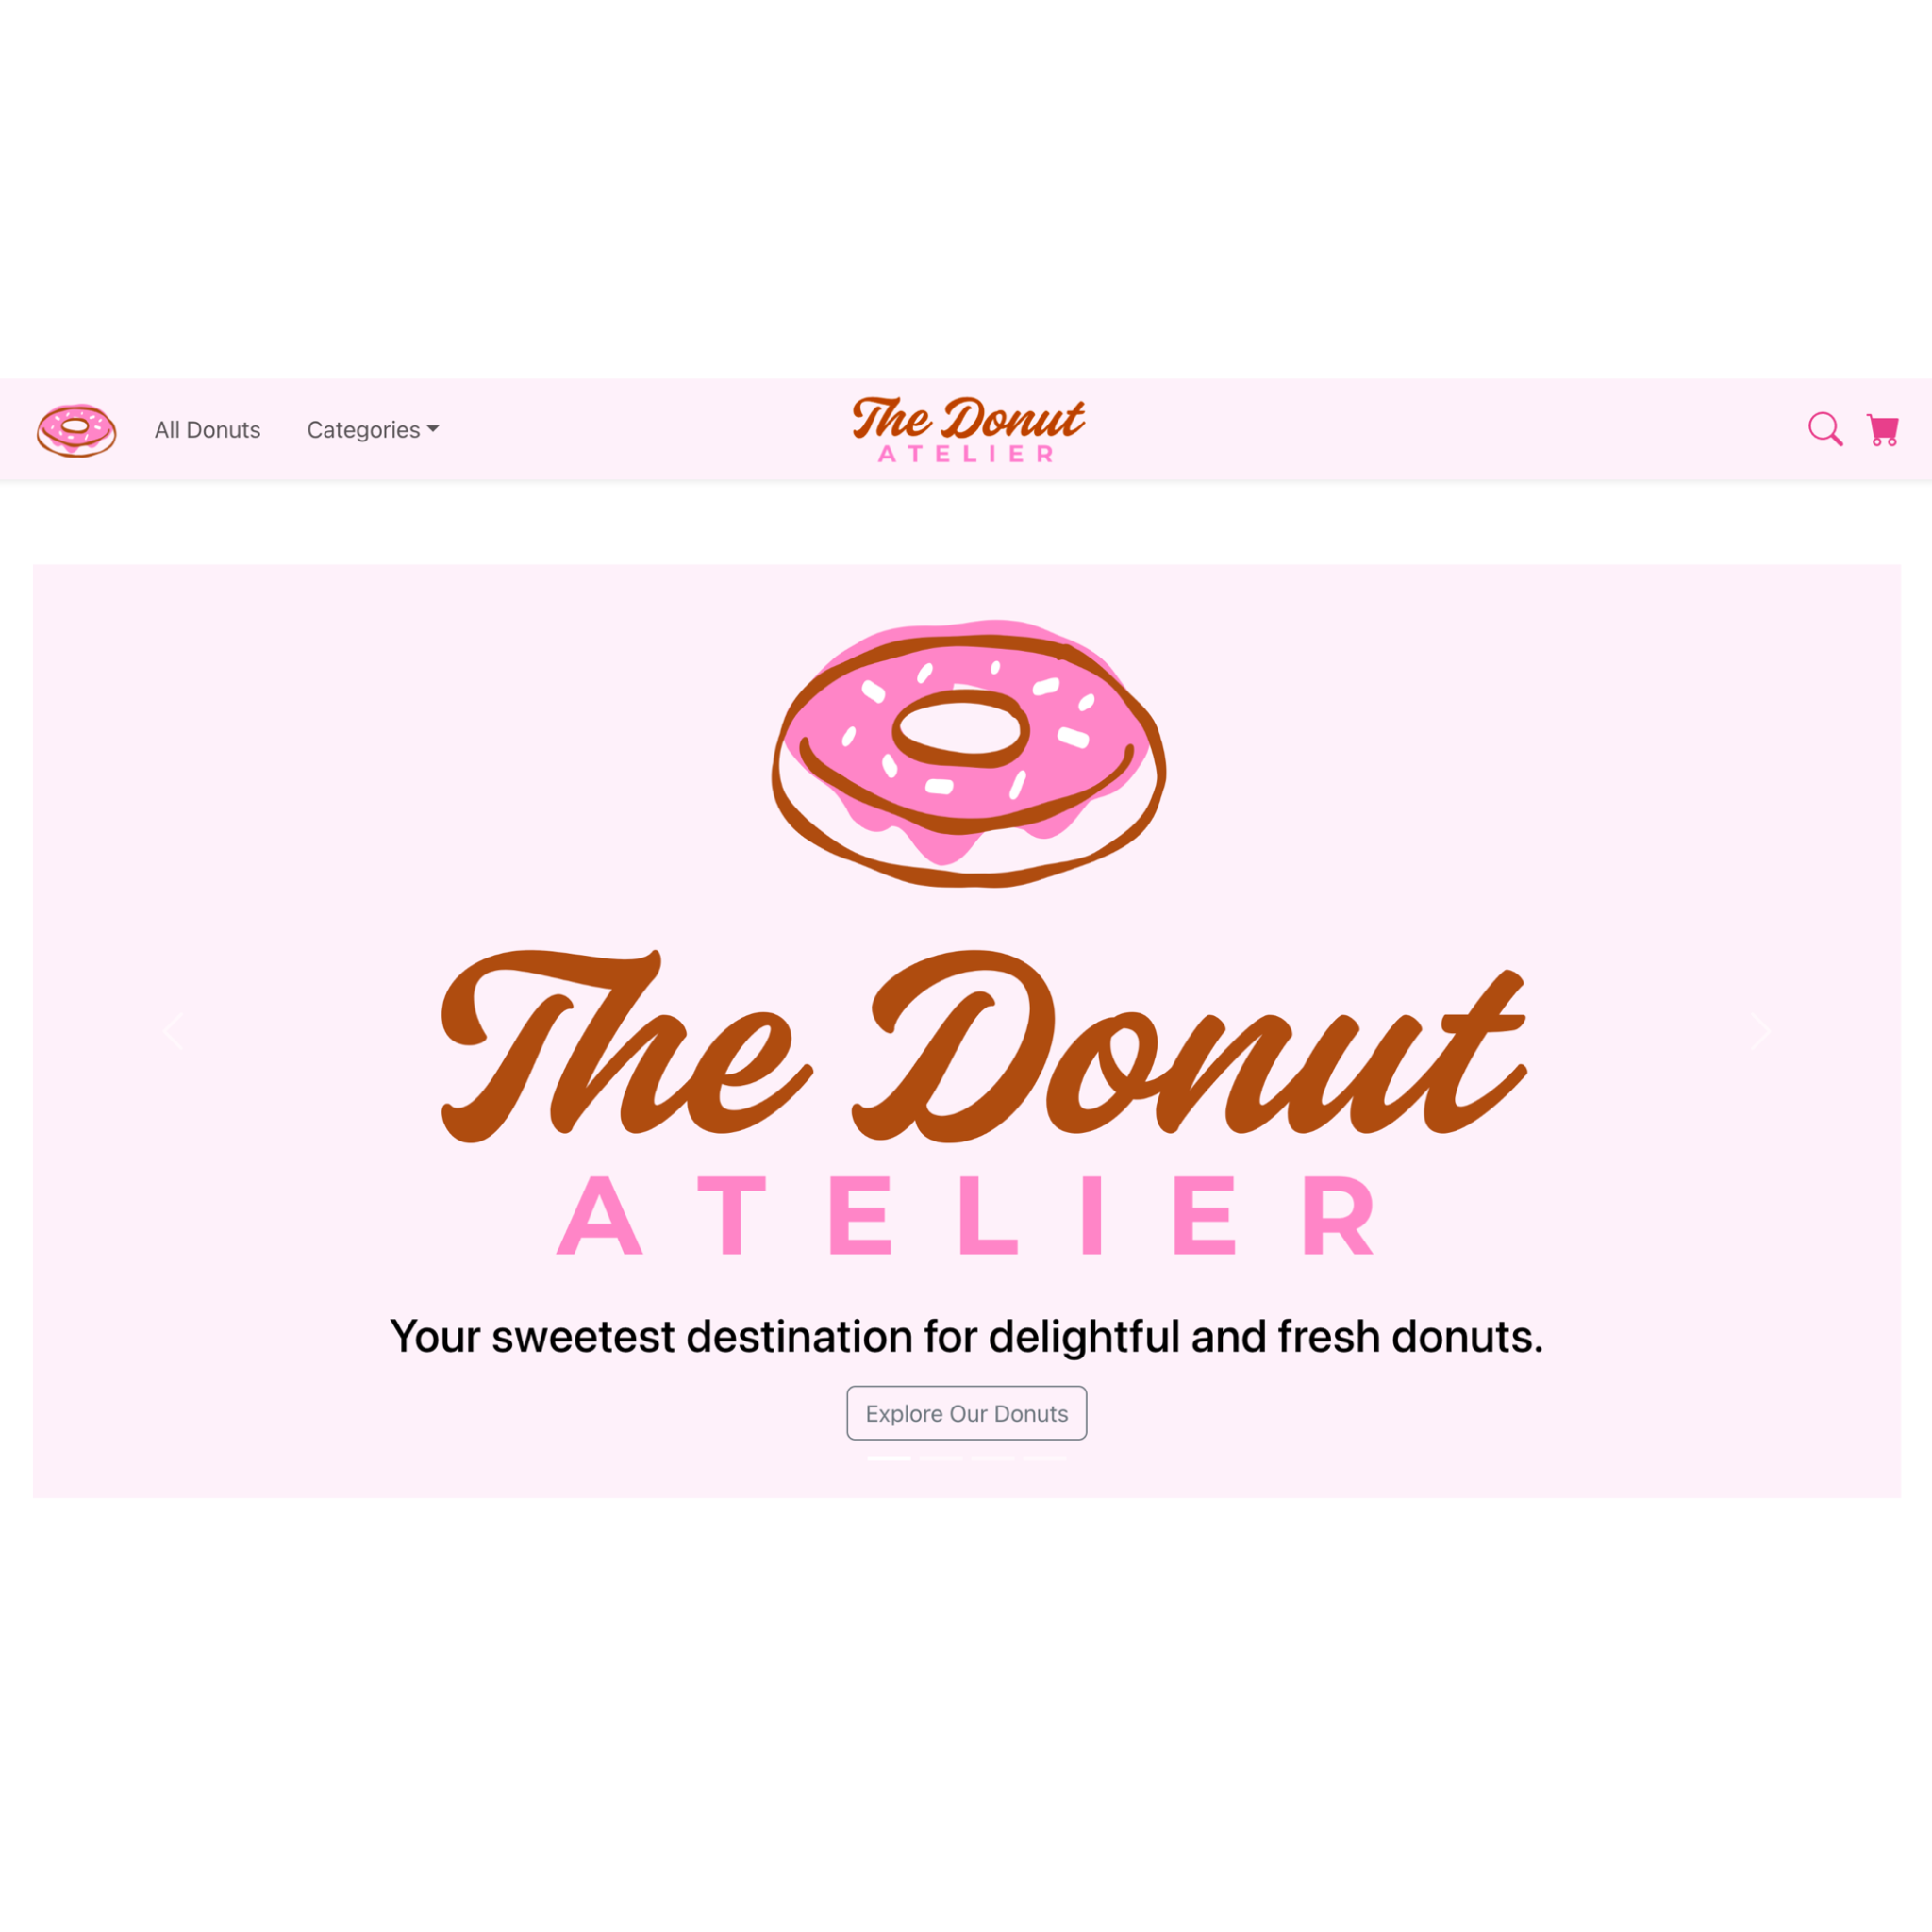 All Donuts
Categories
The Donut
ATELIER
The Donut
ATELIER
Your sweetest destination for delightful and fresh donuts.
Explore Our Donuts